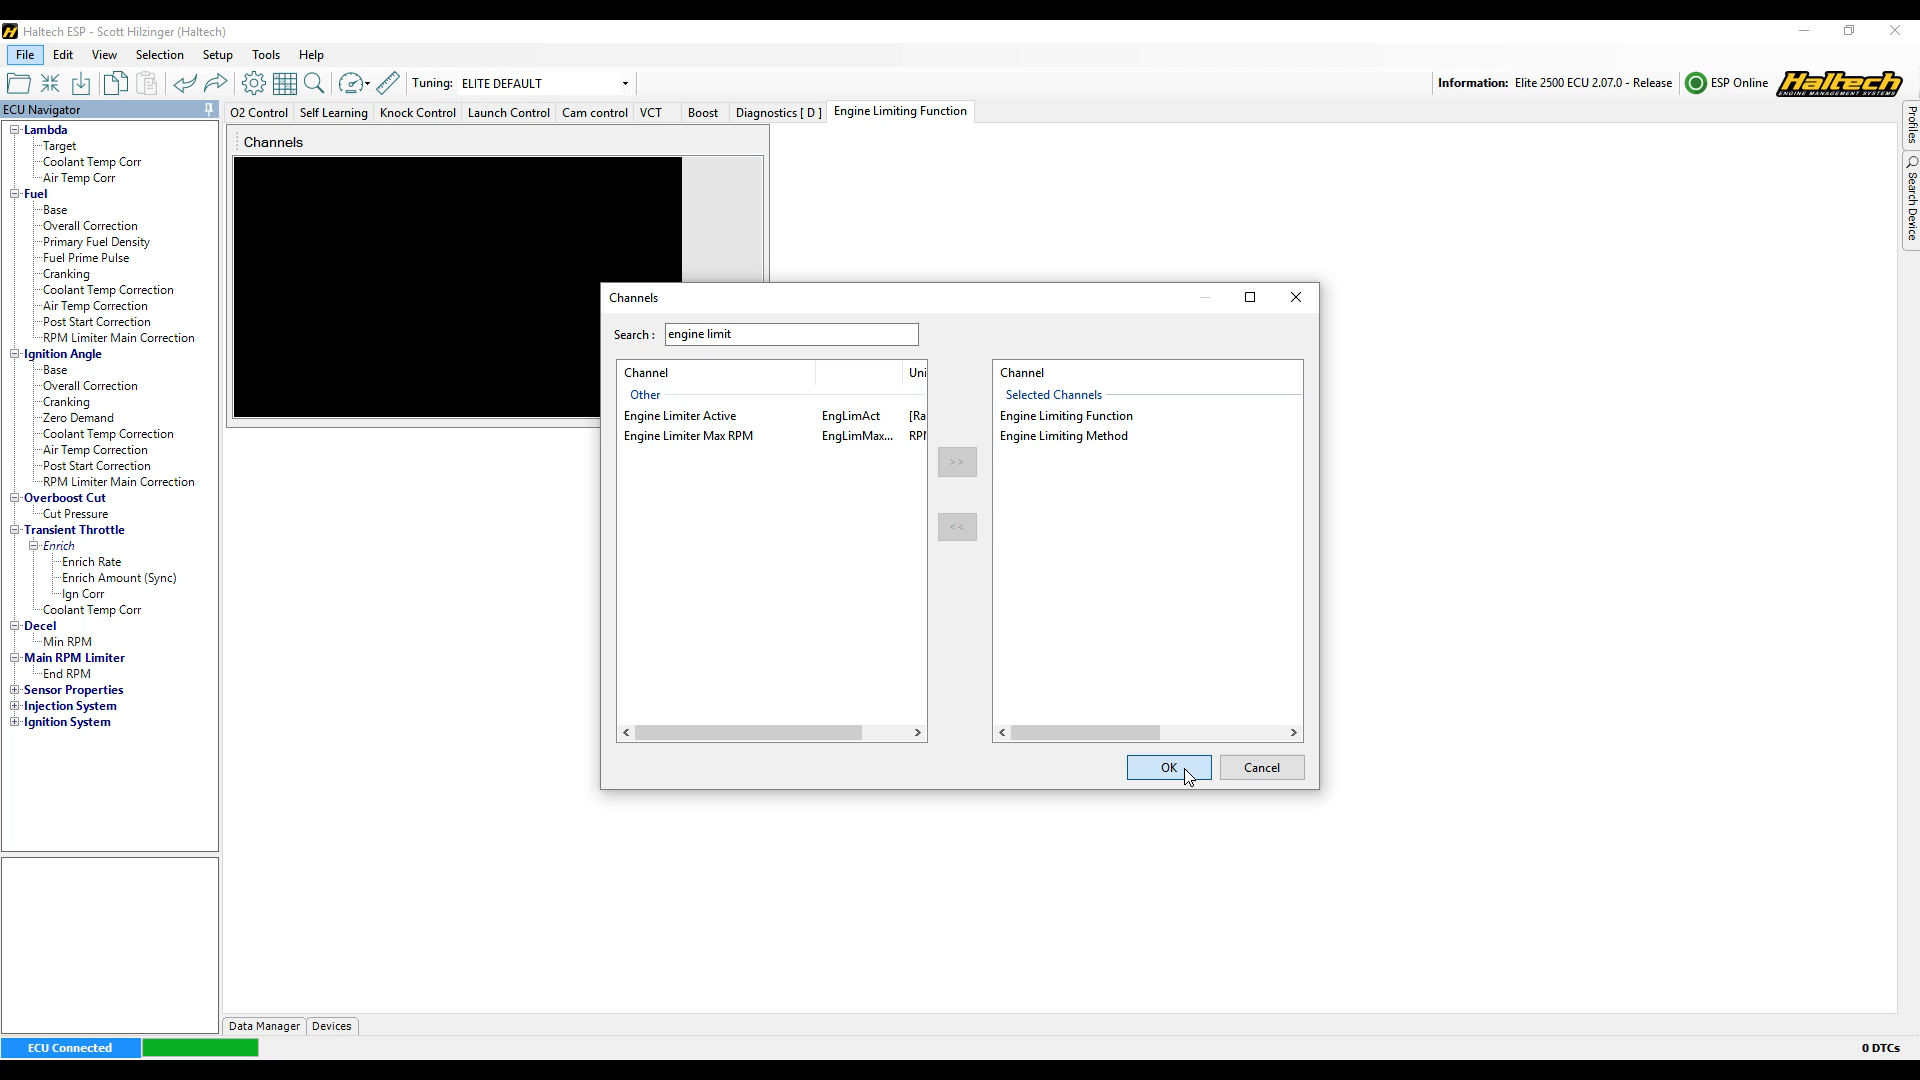 Haltech ESP - Scott Hilzinger (Haltech)
File Edit View Selection Setup Tools Help
Tuning: ELITE DEFAULT
Information: Elite 2500 ECU 2.07.0 - Release
ESP Online
Haltech
ENGINE MANAGEMENT SYSTEMS
ECU Navigator
O2 Control Self Learning Knock Control Launch Control Cam control VCT Boost Diagnostics [ D ] Engine Limiting Function
Profiles
Search Device
Lambda
Target
Coolant Temp Corr
Air Temp Corr
Fuel
Base
Overall Correction
Primary Fuel Density
Fuel Prime Pulse
Cranking
Coolant Temp Correction
Air Temp Correction
Post Start Correction
RPM Limiter Main Correction
Ignition Angle
Base
Overall Correction
Cranking
Zero Demand
Coolant Temp Correction
Air Temp Correction
Post Start Correction
RPM Limiter Main Correction
Overboost Cut
Cut Pressure
Transient Throttle
Enrich
Enrich Rate
Enrich Amount (Sync)
Ign Corr
Coolant Temp Corr
Decel
Min RPM
Main RPM Limiter
End RPM
Sensor Properties
Injection System
Ignition System
Channels
Channels
Search : engine limit
Channel Uni
Other
Engine Limiter Active EngLimAct [Ra
Engine Limiter Max RPM EngLimMax... RPM
>>
<<
Channel
Selected Channels
Engine Limiting Function
Engine Limiting Method
OK Cancel
Data Manager Devices
ECU Connected
0 DTCs